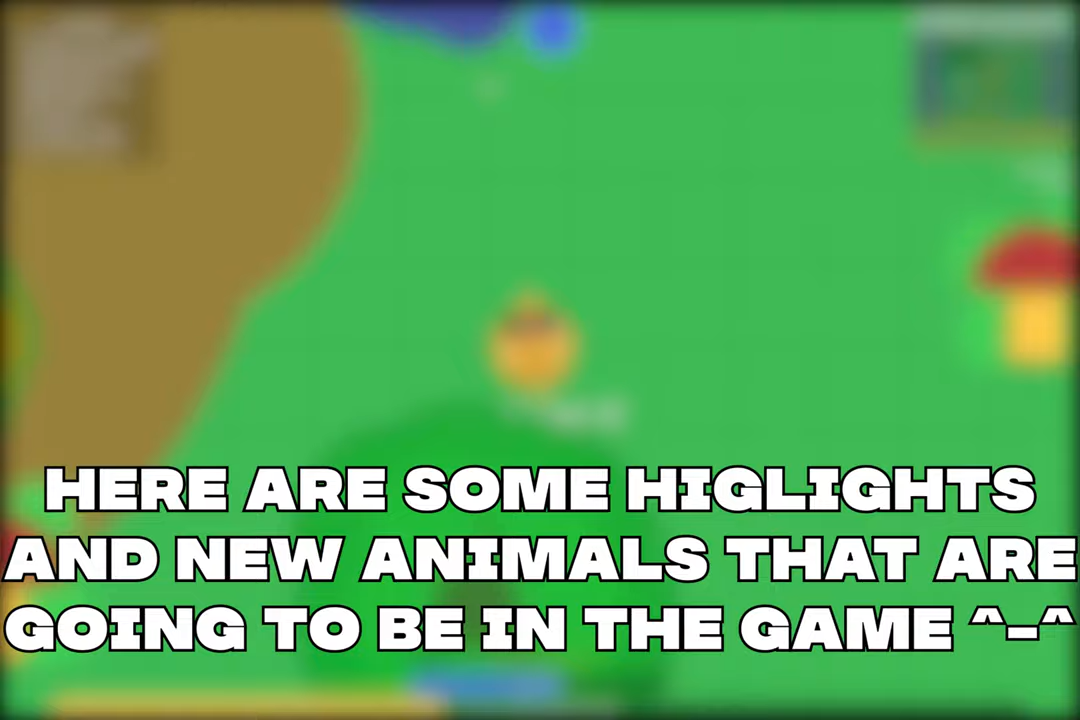 HERE ARE SOME HIGLIGHTS
AND NEW ANIMALS THAT ARE
GOING TO BE IN THE GAME ^-^